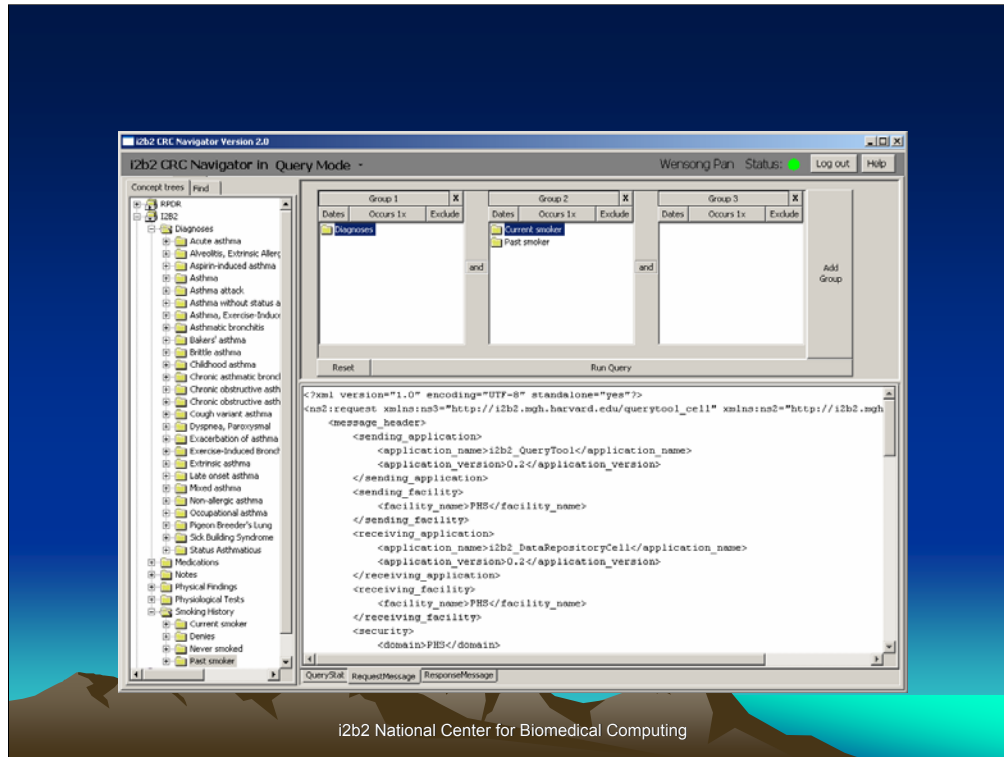 i2b2 CRC Navigator Version 2.0
i2b2 CRC Navigator in Query Mode
Wensong Pan Status:
Log out
Help
Concept trees
Find
RPDR
I2B2
Diagnoses
Acute asthma
Alveolitis, Extrinsic Allerg
Aspirin-induced asthma
Asthma
Asthma attack
Asthma without status a
Asthma, Exercise-Induce
Asthmatic bronchitis
Bakers' asthma
Brittle asthma
Childhood asthma
Chronic asthmatic broncl
Chronic obstructive asth
Chronic obstructive asth
Cough variant asthma
Dyspnea, Paroxysmal
Exacerbation of asthma
Exercise-Induced Bronch
Extrinsic asthma
Late onset asthma
Mixed asthma
Non-allergic asthma
Occupational asthma
Pigeon Breeder's Lung
Sick Building Syndrome
Status Asthmaticus
Medications
Notes
Physical Findings
Physiological Tests
Smoking History
Current smoker
Denies
Never smoked
Past smoker
Group 1 X
Dates Occurs 1x Exclude
Diagnoses
and
Group 2 X
Dates Occurs 1x Exclude
Current smoker
Past smoker
and
Group 3 X
Dates Occurs 1x Exclude
Add
Group
Reset
Run Query
<?xml version="1.0" encoding="UTF-8" standalone="yes"?>
<ns2:request xmlns:ns3="http://i2b2.mgh.harvard.edu/querytool_cell" xmlns:ns2="http://i2b2.mgh
<message_header>
<sending_application>
<application_name>i2b2_QueryTool</application_name>
<application_version>0.2</application_version>
</sending_application>
<sending_facility>
<facility_name>PHS</facility_name>
</sending_facility>
<receiving_application>
<application_name>i2b2_DataRepositoryCell</application_name>
<application_version>0.2</application_version>
</receiving_application>
<receiving_facility>
<facility_name>PHS</facility_name>
</receiving_facility>
<security>
<domain>PHS</domain>
QueryStat RequestMessage ResponseMessage
i2b2 National Center for Biomedical Computing